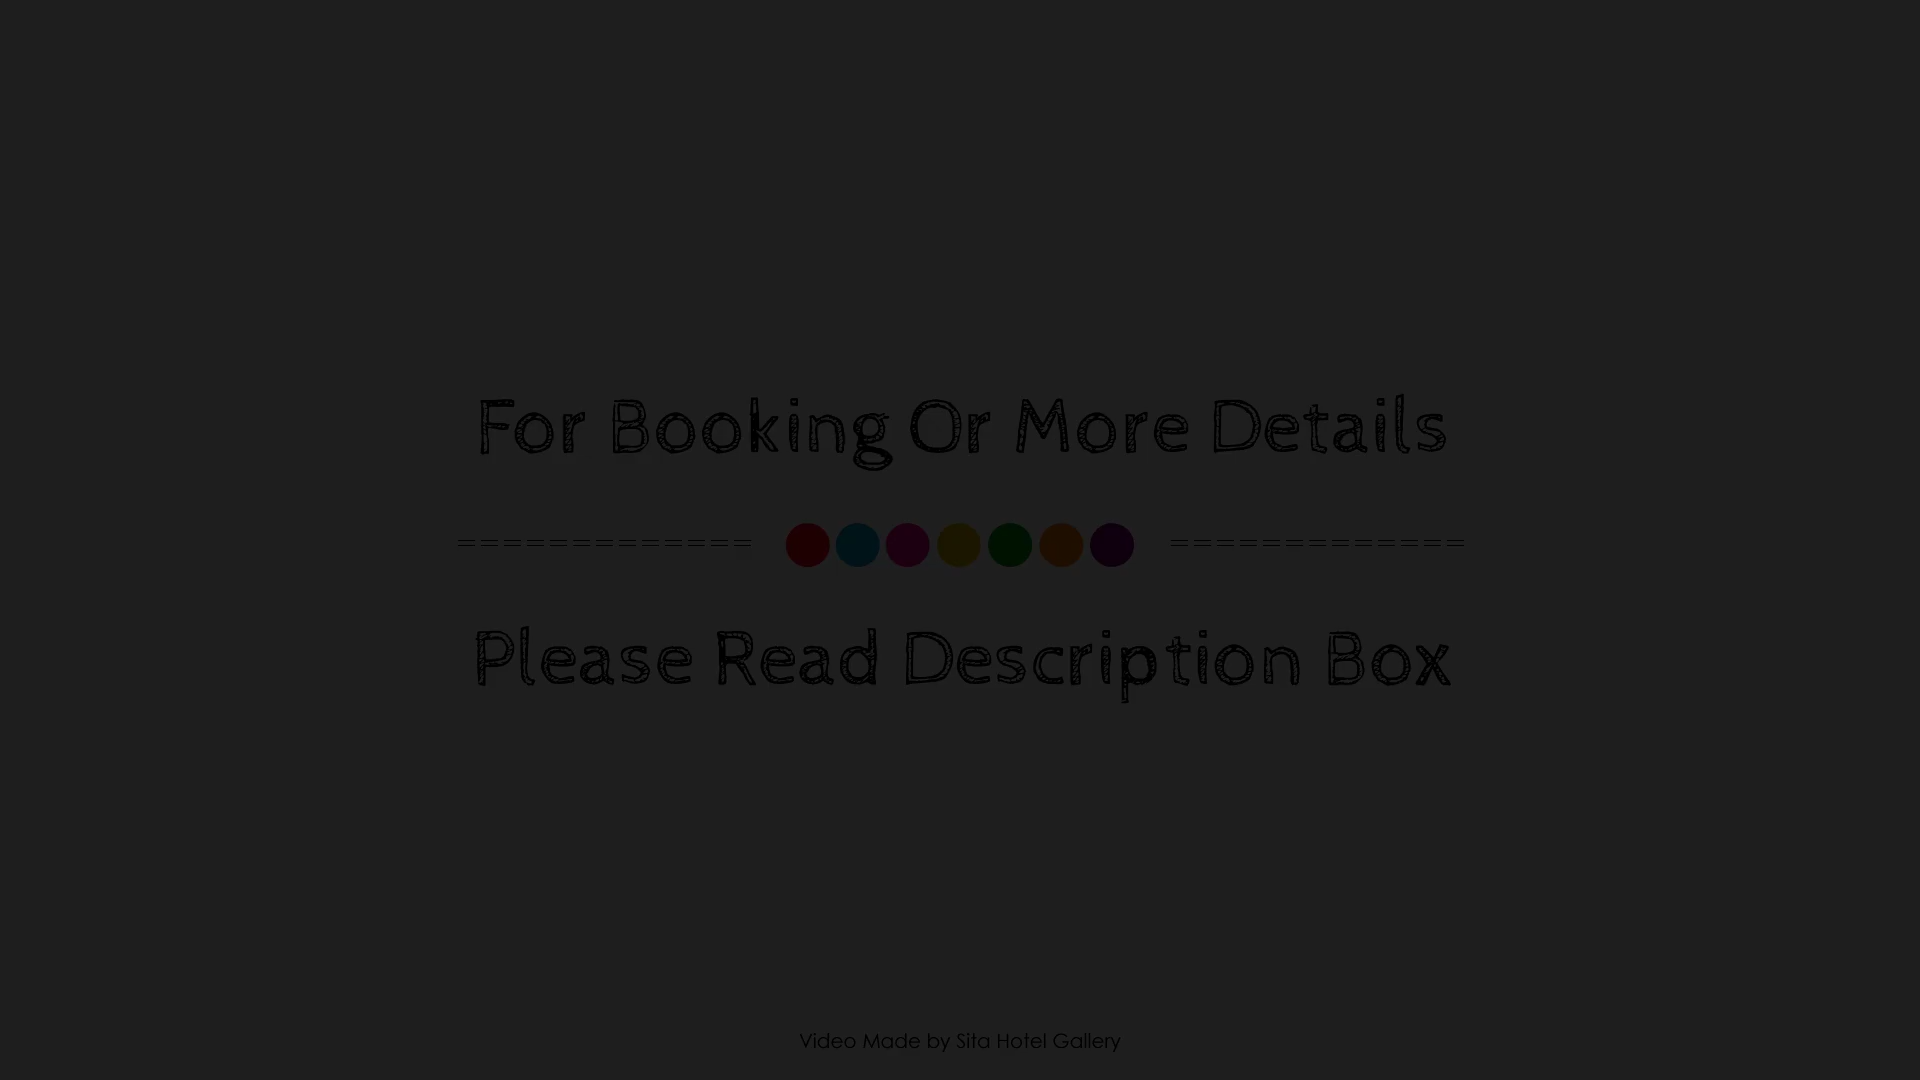 For Booking Or More Details
============= =============
Please Read Description Box
Video Made by Sita Hotel Gallery